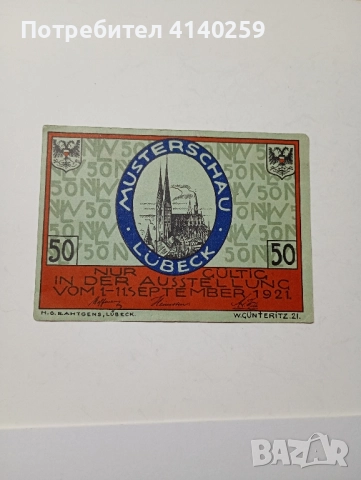 Потребител 4140259
MUSTERSCHAU
LÜBECK
50 50
NUR GÜLTIG
IN DER AUSSTELLUNG
VOM 1-11.SEPTEMBER 1921.
H.G.RAHTGENS, LÜBECK. W.GÜNTERITZ.21.
bazar